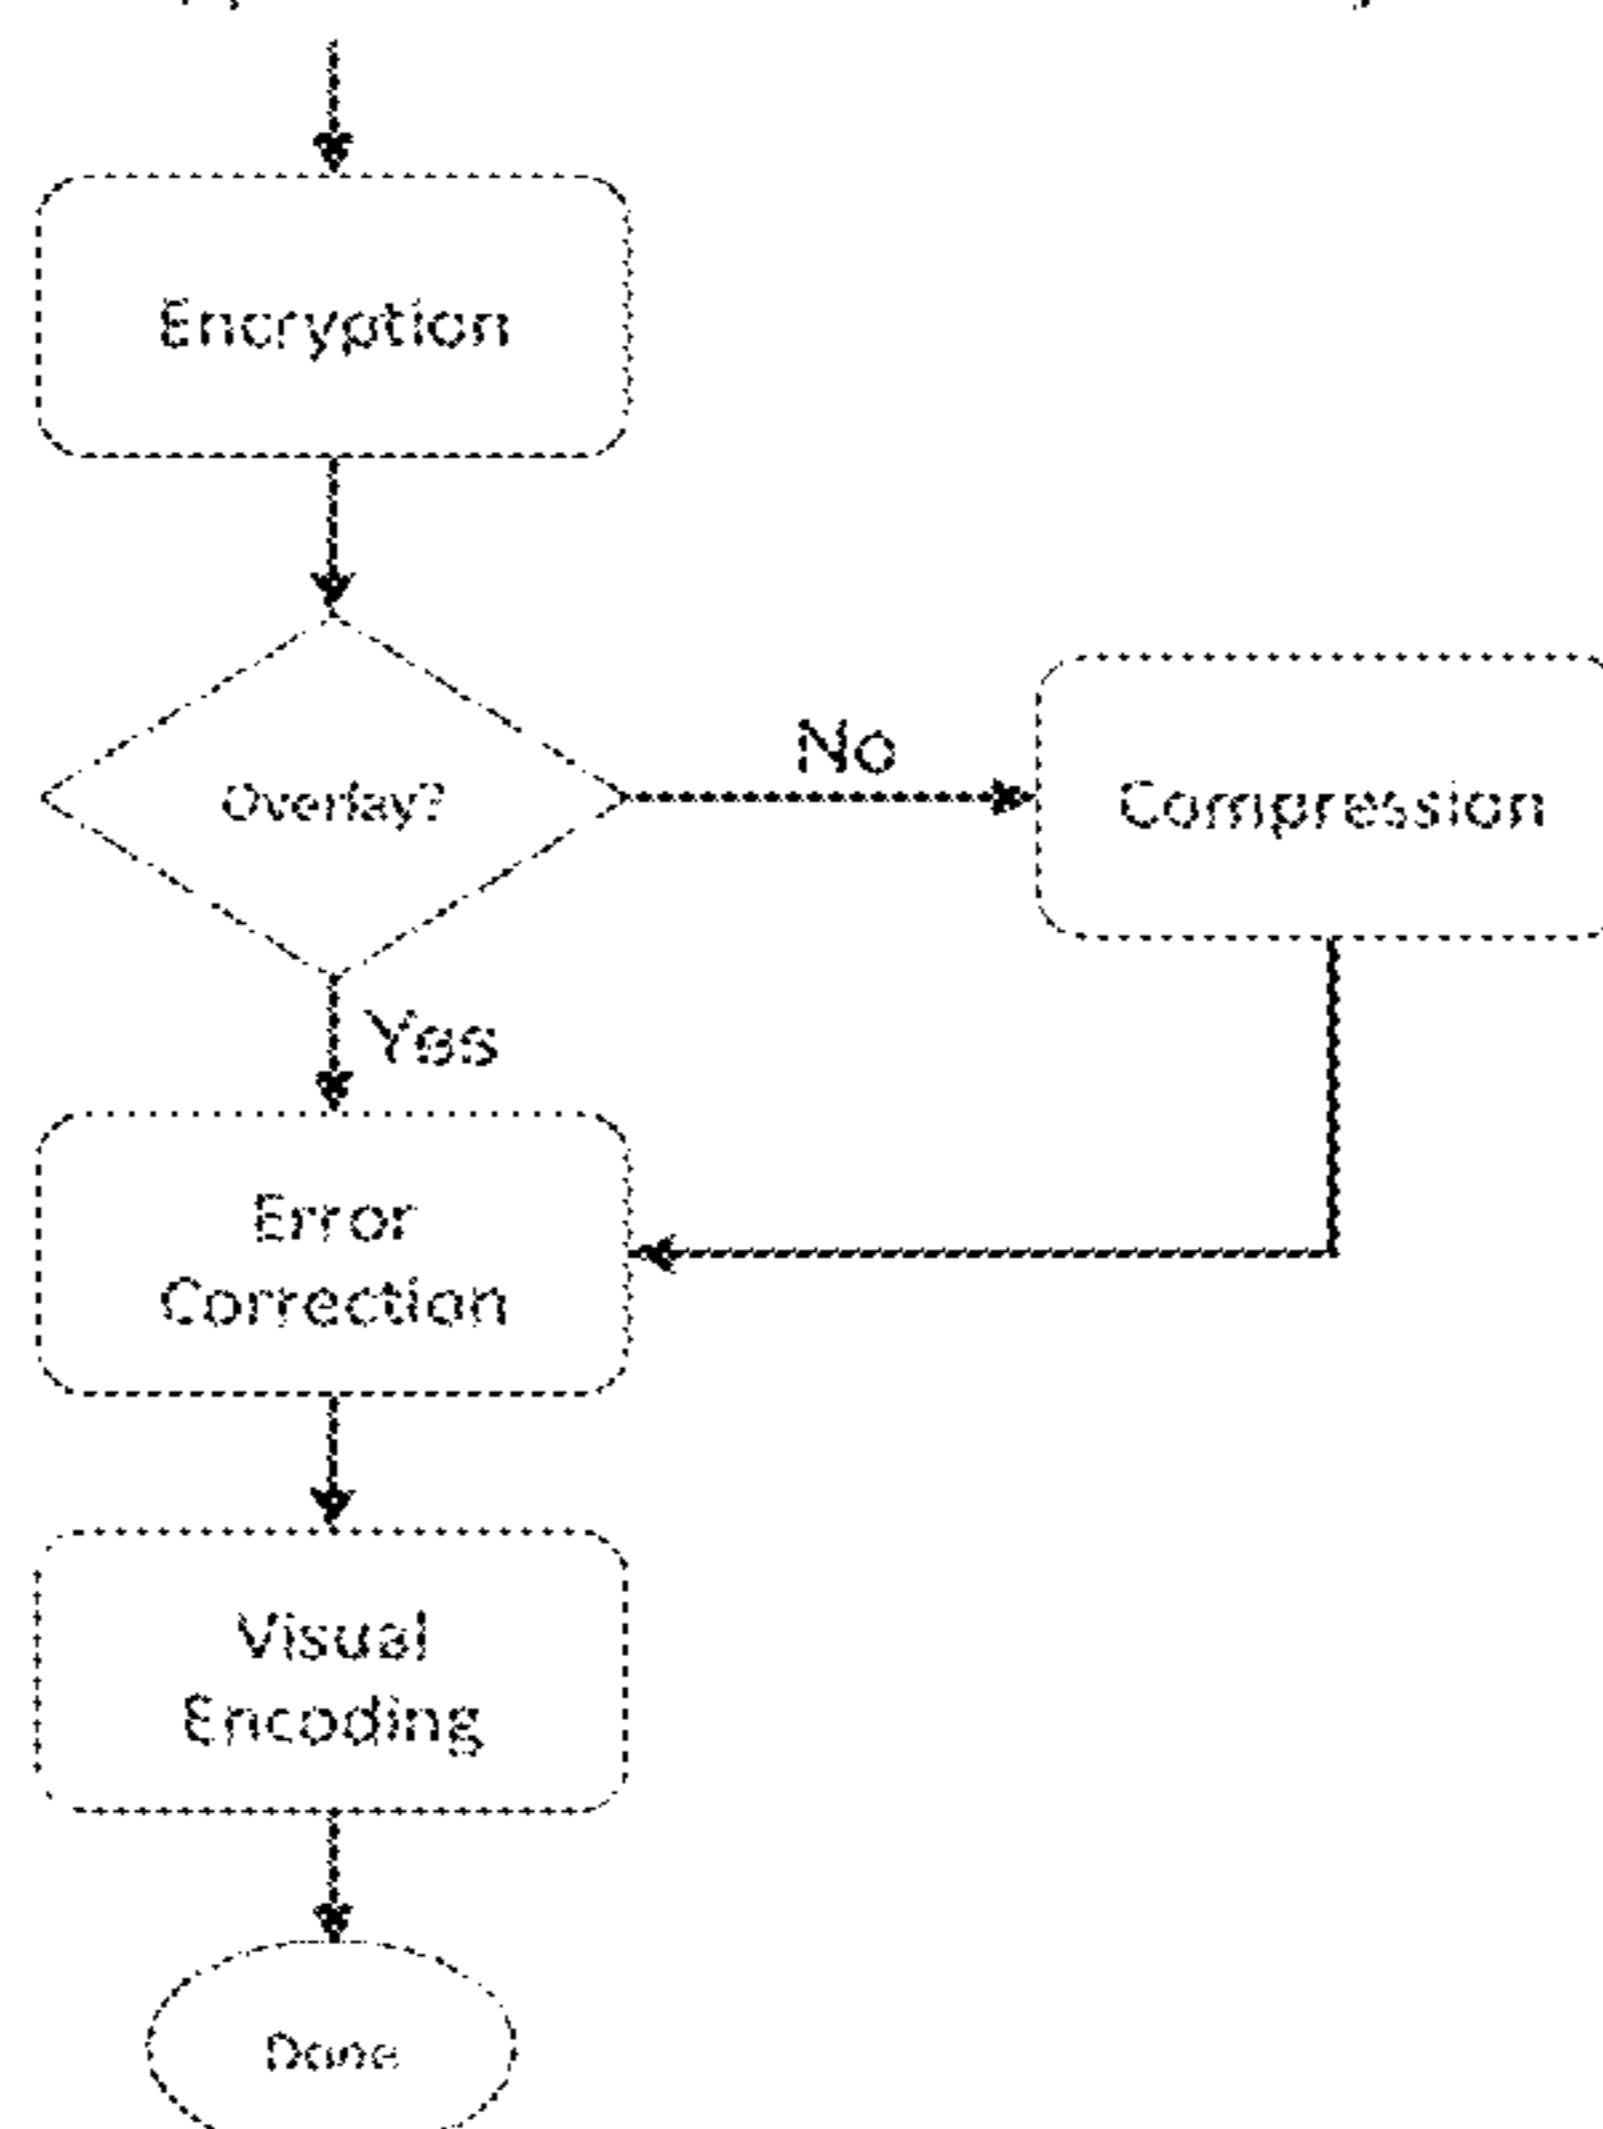 Encryption
Overlay?
No
Compression
Yes
Error
Correction
Visual
Encoding
Done